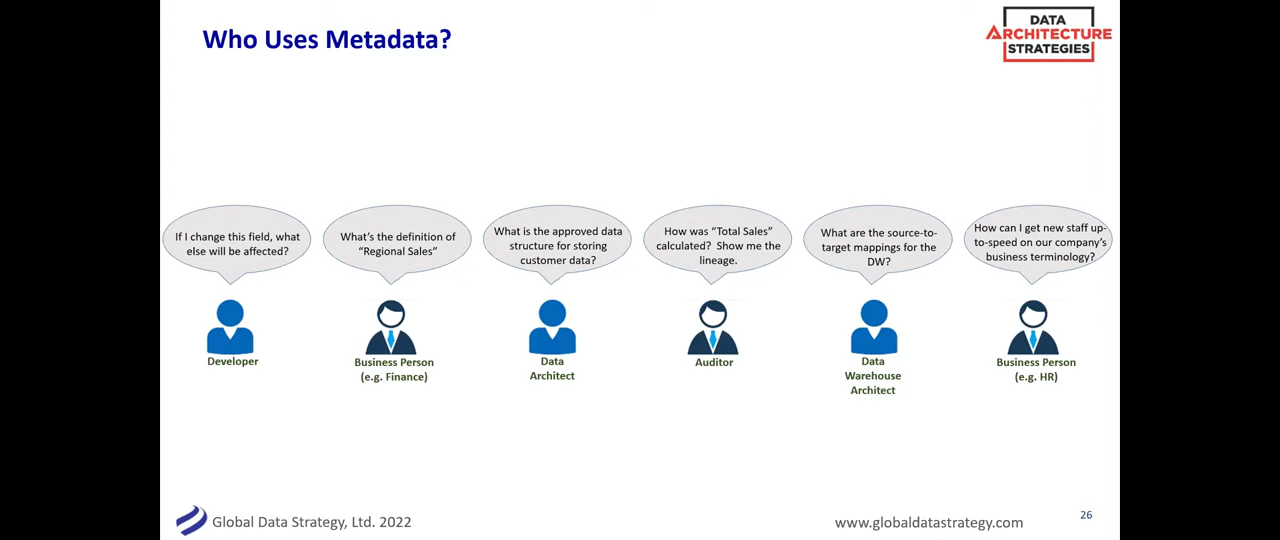 Who Uses Metadata?
DATA
ARCHITECTURE
STRATEGIES
If I change this field, what
else will be affected?
What's the definition of
“Regional Sales”
What is the approved data
structure for storing
customer data?
How was “Total Sales”
calculated? Show me the
lineage.
What are the source-to-
target mappings for the
DW?
How can I get new staff up-
to-speed on our company's
business terminology?
Developer
Business Person
(e.g. Finance)
Data
Architect
Auditor
Data
Warehouse
Architect
Business Person
(e.g. HR)
Global Data Strategy, Ltd. 2022
www.globaldatastrategy.com
26